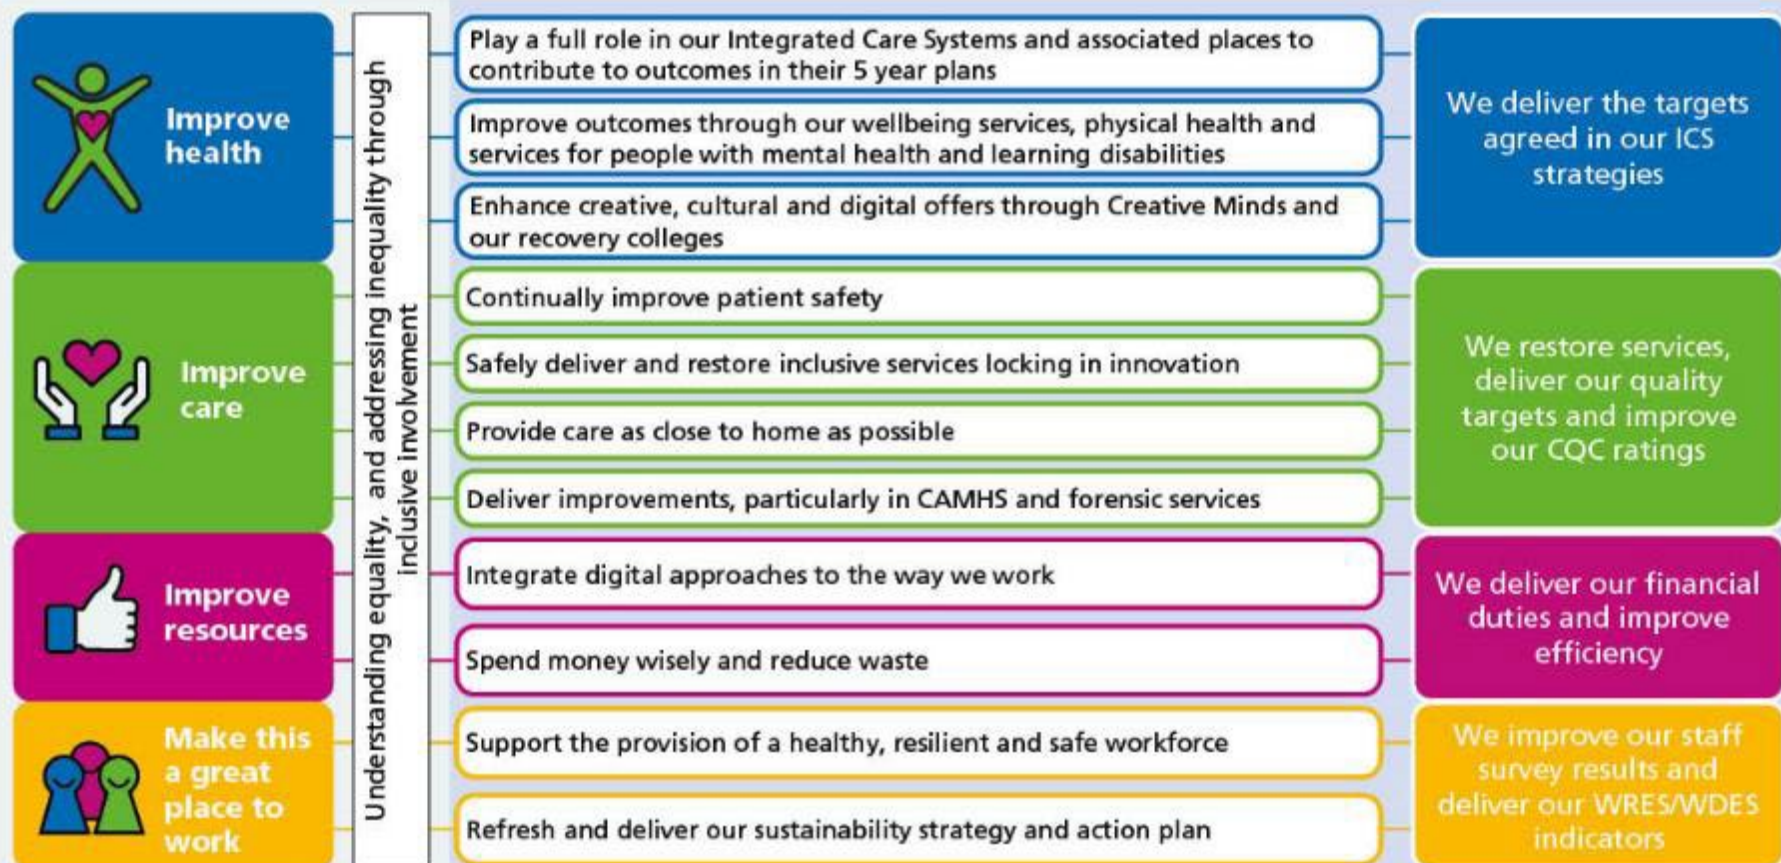 Improve
health
Improve
care
Improve
resources
Make this
a great
place to
work
Understanding equality, and addressing inequality through
inclusive involvement
Play a full role in our Integrated Care Systems and associated places to
contribute to outcomes in their 5 year plans
Improve outcomes through our wellbeing services, physical health and
services for people with mental health and learning disabilities
Enhance creative, cultural and digital offers through Creative Minds and
our recovery colleges
Continually improve patient safety
Safely deliver and restore inclusive services locking in innovation
Provide care as close to home as possible
Deliver improvements, particularly in CAMHS and forensic services
Integrate digital approaches to the way we work
Spend money wisely and reduce waste
Support the provision of a healthy, resilient and safe workforce
Refresh and deliver our sustainability strategy and action plan
We deliver the targets
agreed in our ICS
strategies
We restore services,
deliver our quality
targets and improve
our CQC ratings
We deliver our financial
duties and improve
efficiency
We improve our staff
survey results and
deliver our WRES/WDES
indicators